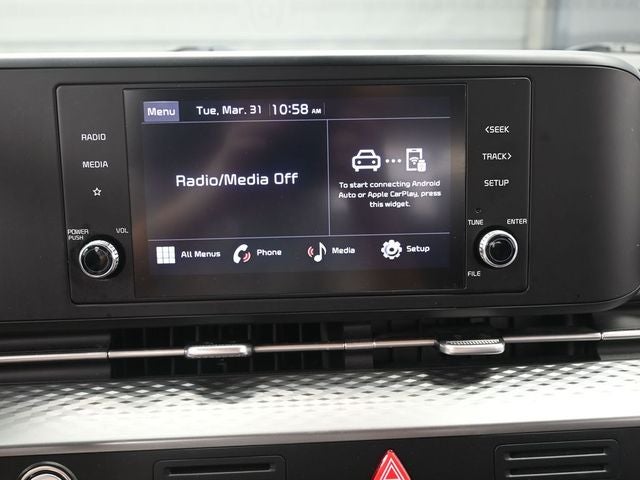 Menu Tue, Mar. 31 10:58 AM
RADIO
MEDIA
POWER PUSH VOL
Radio/Media Off
To start connecting Android
Auto or Apple CarPlay, press
this widget.
All Menus Phone Media Setup
<SEEK
TRACK>
SETUP
TUNE ENTER
FILE